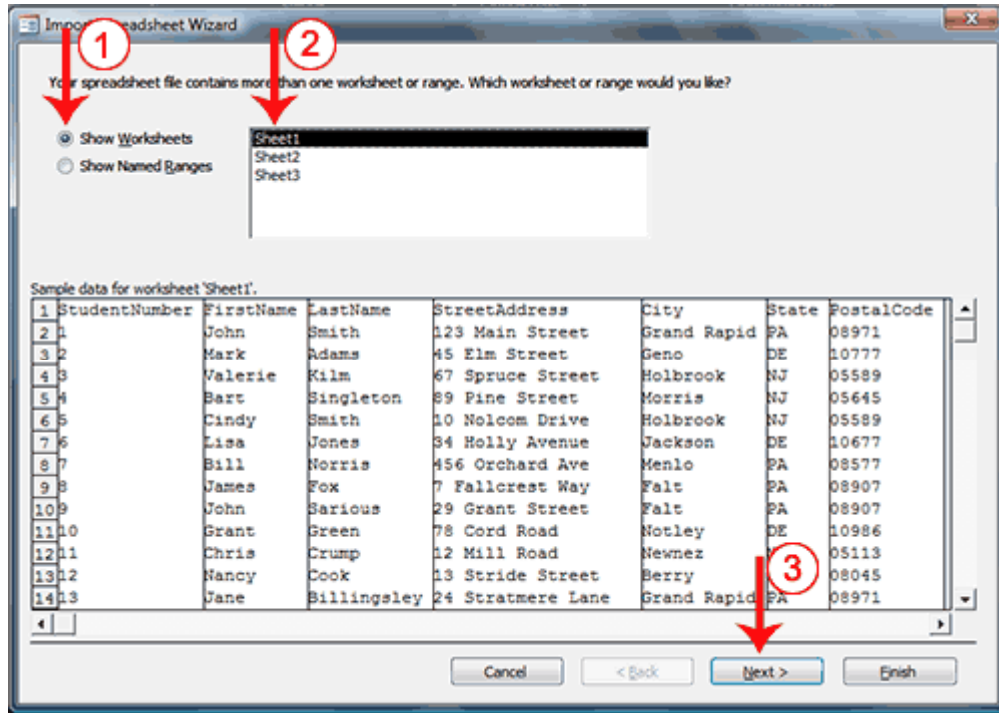 Import Spreadsheet Wizard
1
2
Your spreadsheet file contains more than one worksheet or range. Which worksheet or range would you like?
Show Worksheets
Show Named Ranges
Sheet1
Sheet2
Sheet3
Sample data for worksheet 'Sheet1'.
1 StudentNumber FirstName LastName StreetAddress City State PostalCode
2 1 John Smith 123 Main Street Grand Rapid PA 08971
3 2 Mark Adams 45 Elm Street Geno DE 10777
4 3 Valerie Kilm 67 Spruce Street Holbrook NJ 05589
5 4 Bart Singleton 89 Pine Street Morris NJ 05645
6 5 Cindy Smith 10 Nolcom Drive Holbrook NJ 05589
7 6 Lisa Jones 34 Holly Avenue Jackson DE 10677
8 7 Bill Norris 456 Orchard Ave Menlo PA 08577
9 8 James Fox 7 Fallcrest Way Falt PA 08907
10 9 John Sarious 29 Grant Street Falt PA 08907
11 10 Grant Green 78 Cord Road Notley DE 10986
12 11 Chris Crump 12 Mill Road Newnez 05113
13 12 Nancy Cook 13 Stride Street Berry 08045
14 13 Jane Billingsley 24 Stratmere Lane Grand Rapid PA 08971
3
Cancel
< Back
Next >
Finish